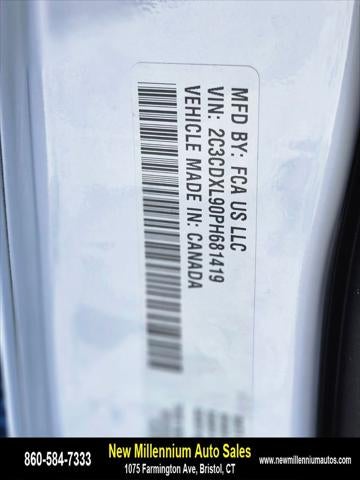 MFD BY: FCA US LLC
VIN: 2C3CDXL90PH681419
VEHICLE MADE IN: CANADA
860-584-7333
New Millennium Auto Sales
1075 Farmington Ave, Bristol, CT
www.newmillenniumautos.com